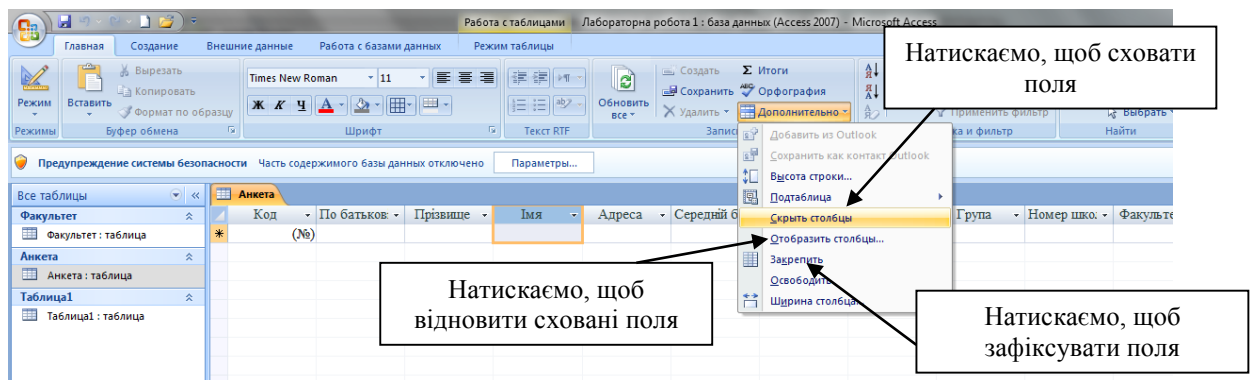 Работа с таблицами Лабораторна робота 1 : база данных (Access 2007) - Microsoft Access
Главная Создание Внешние данные Работа с базами данных Режим таблицы
Натискаємо, щоб сховати
поля
Режим
Вставить
Вырезать
Копировать
Формат по образцу
Times New Roman 11
Ж К Ч
Обновить
все
Создать
Сохранить
Удалить
Итоги
Орфография
Дополнительно
Применить фильтр
Выбрать
Режимы Буфер обмена Шрифт Текст RTF Запис ка и фильтр Найти
Предупреждение системы безопасности Часть содержимого базы данных отключено Параметры...
Все таблицы
Факультет
Факультет : таблица
Анкета
Анкета : таблица
Таблица1
Таблица1 : таблица
Анкета
Код По батьков: Прізвище Імя Адреса Середній б Група Номер шко: Факульте
(№)
Добавить из Outlook
Сохранить как контакт Outlook
Высота строки...
Подтаблица
Скрыть столбцы
Отобразить столбцы...
Закрепить
Освободить
Ширина столбца...
Натискаємо, щоб
відновити сховані поля
Натискаємо, щоб
зафіксувати поля